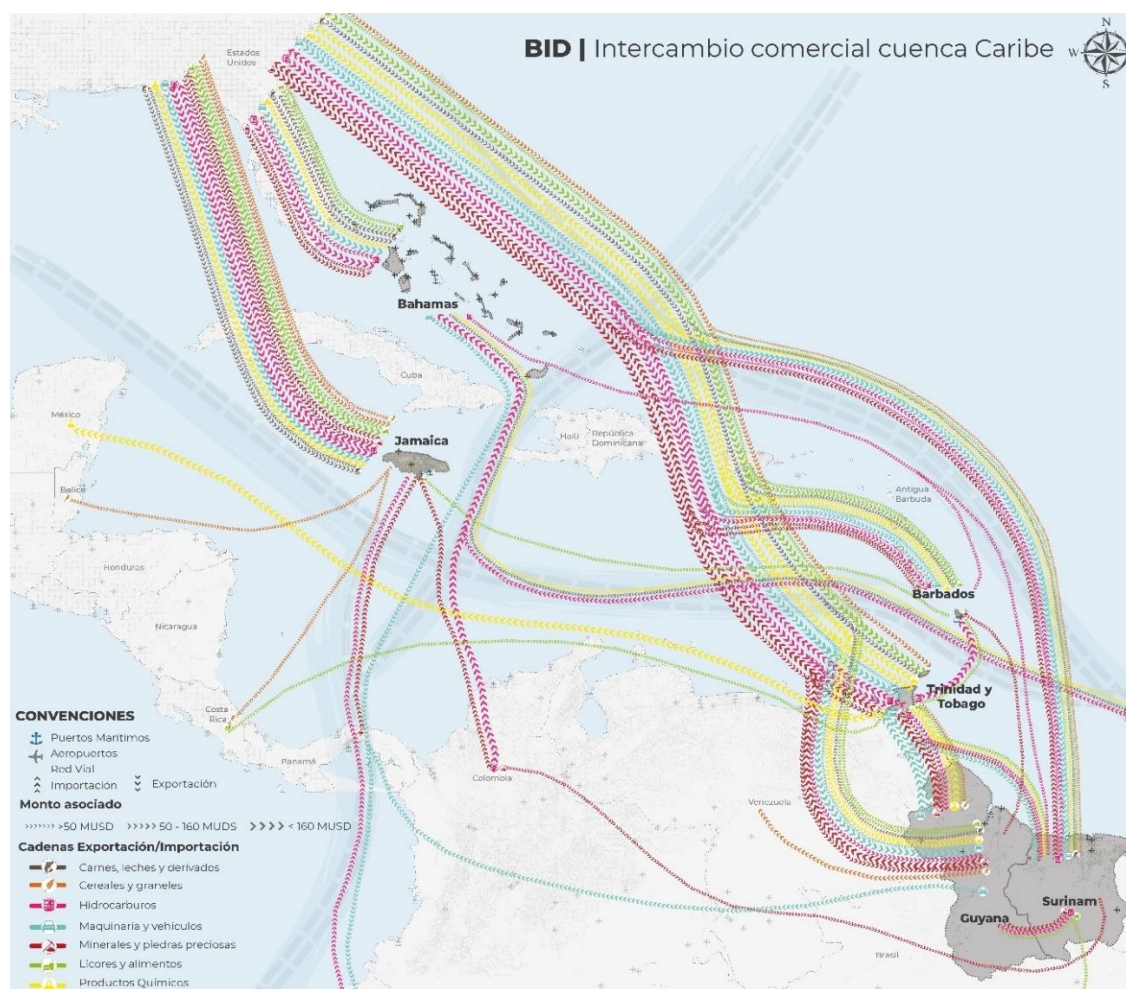 BID | Intercambio comercial cuenca Caribe
N
W
S
Estados
Unidos
Bahamas
Cuba
México
Haití
República
Dominicana
Jamaica
Antigua
Barbuda
Belice
Honduras
Barbados
Nicaragua
Trinidad y
Tobago
Costa
Rica
Panamá
Colombia
Venezuela
Surinam
Guyana
Brasil
CONVENCIONES
Puertos Marítimos
Aeropuertos
Red Vial
Importación
Exportación
Monto asociado
>50 MUSD
50 - 160 MUDS
< 160 MUSD
Cadenas Exportación/Importación
Carnes, leches y derivados
Cereales y graneles
Hidrocarburos
Maquinaria y vehículos
Minerales y piedras preciosas
Licores y alimentos
Productos Químicos